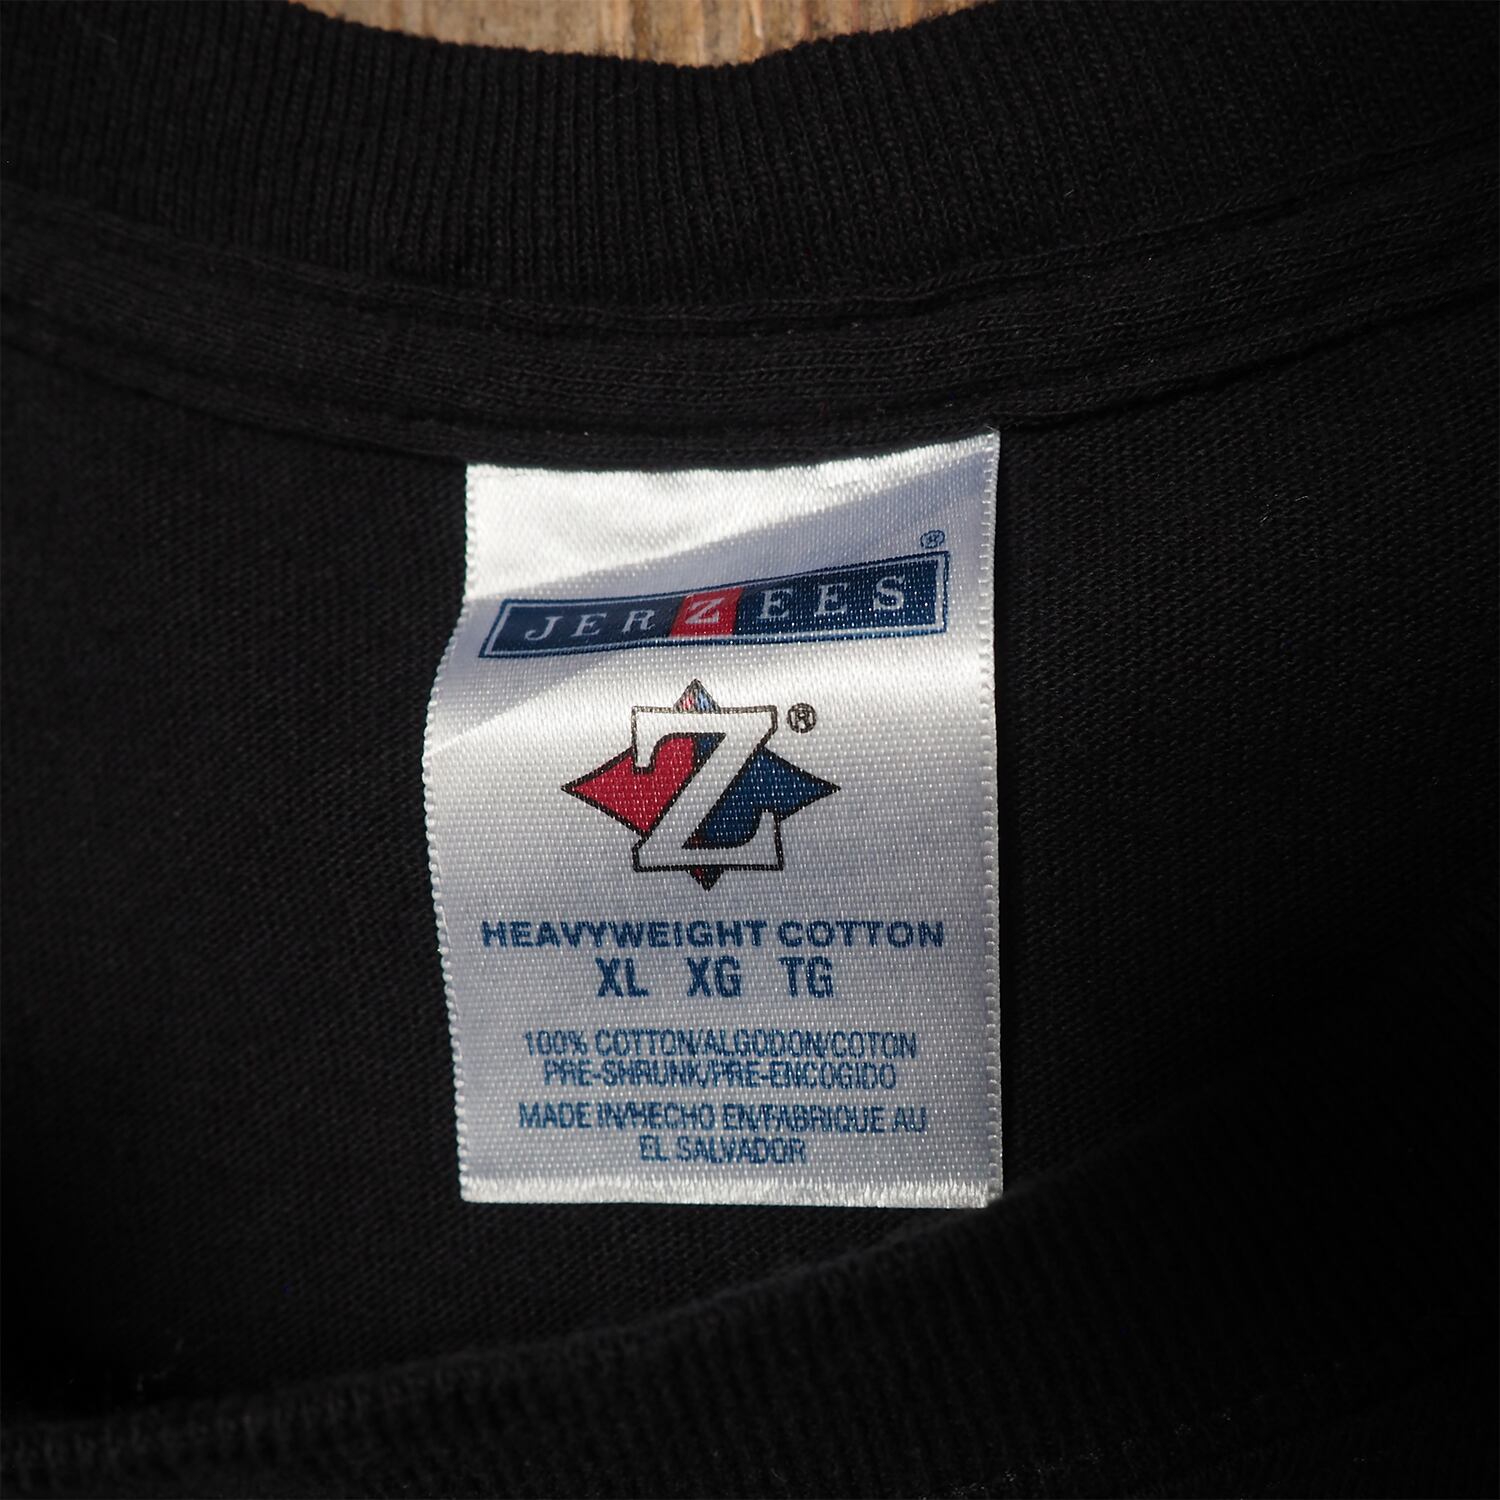 JERZEES®
Z®
HEAVYWEIGHT COTTON
XL XG TG
100% COTTON/ALGODON/COTON
PRE-SHRUNK/PRE-ENCOGIDO
MADE IN/HECHO EN/FABRIQUE AU
EL SALVADOR